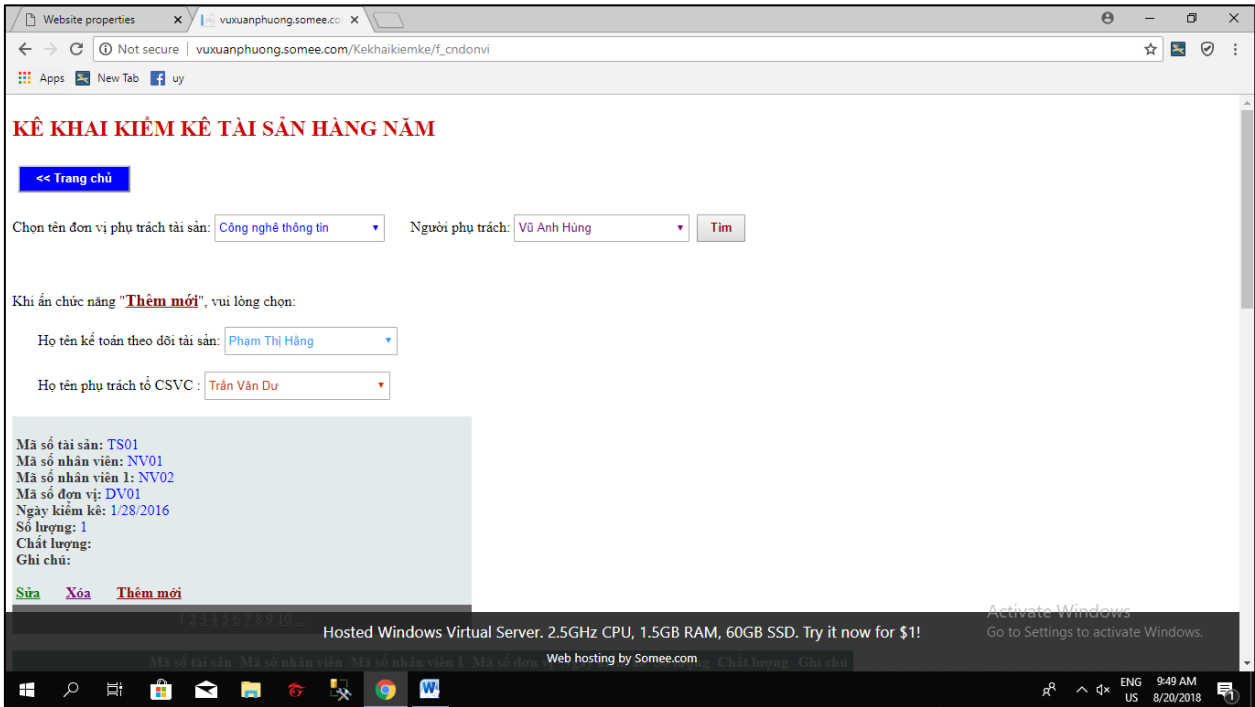 Website properties
vuxuanphuong.somee.co
Not secure | vuxuanphuong.somee.com/Kekhaikiemke/f_cndonvi
Apps New Tab uy
KÊ KHAI KIỂM KÊ TÀI SẢN HÀNG NĂM
<< Trang chủ
Chọn tên đơn vị phụ trách tài sản: Công nghê thông tin Người phụ trách: Vũ Anh Hùng Tìm
Khi ấn chức năng "Thêm mới", vui lòng chọn:
Họ tên kế toán theo dõi tài sản: Phạm Thị Hằng
Họ tên phụ trách tổ CSVC : Trần Văn Dư
Mã số tài sản: TS01
Mã số nhân viên: NV01
Mã số nhân viên 1: NV02
Mã số đơn vị: DV01
Ngày kiểm kê: 1/28/2016
Số lượng: 1
Chất lượng:
Ghi chú:
Sửa Xóa Thêm mới
1 2 3 4 5 6 7 8 9 10 ...
Hosted Windows Virtual Server. 2.5GHz CPU, 1.5GB RAM, 60GB SSD. Try it now for $1!
Activate Windows
Go to Settings to activate Windows.
Web hosting by Somee.com
Mã số tài sản Mã số nhân viên Mã số nhân viên 1 Mã số đơn Chất lượng Ghi chú
ENG 9:49 AM
US 8/20/2018